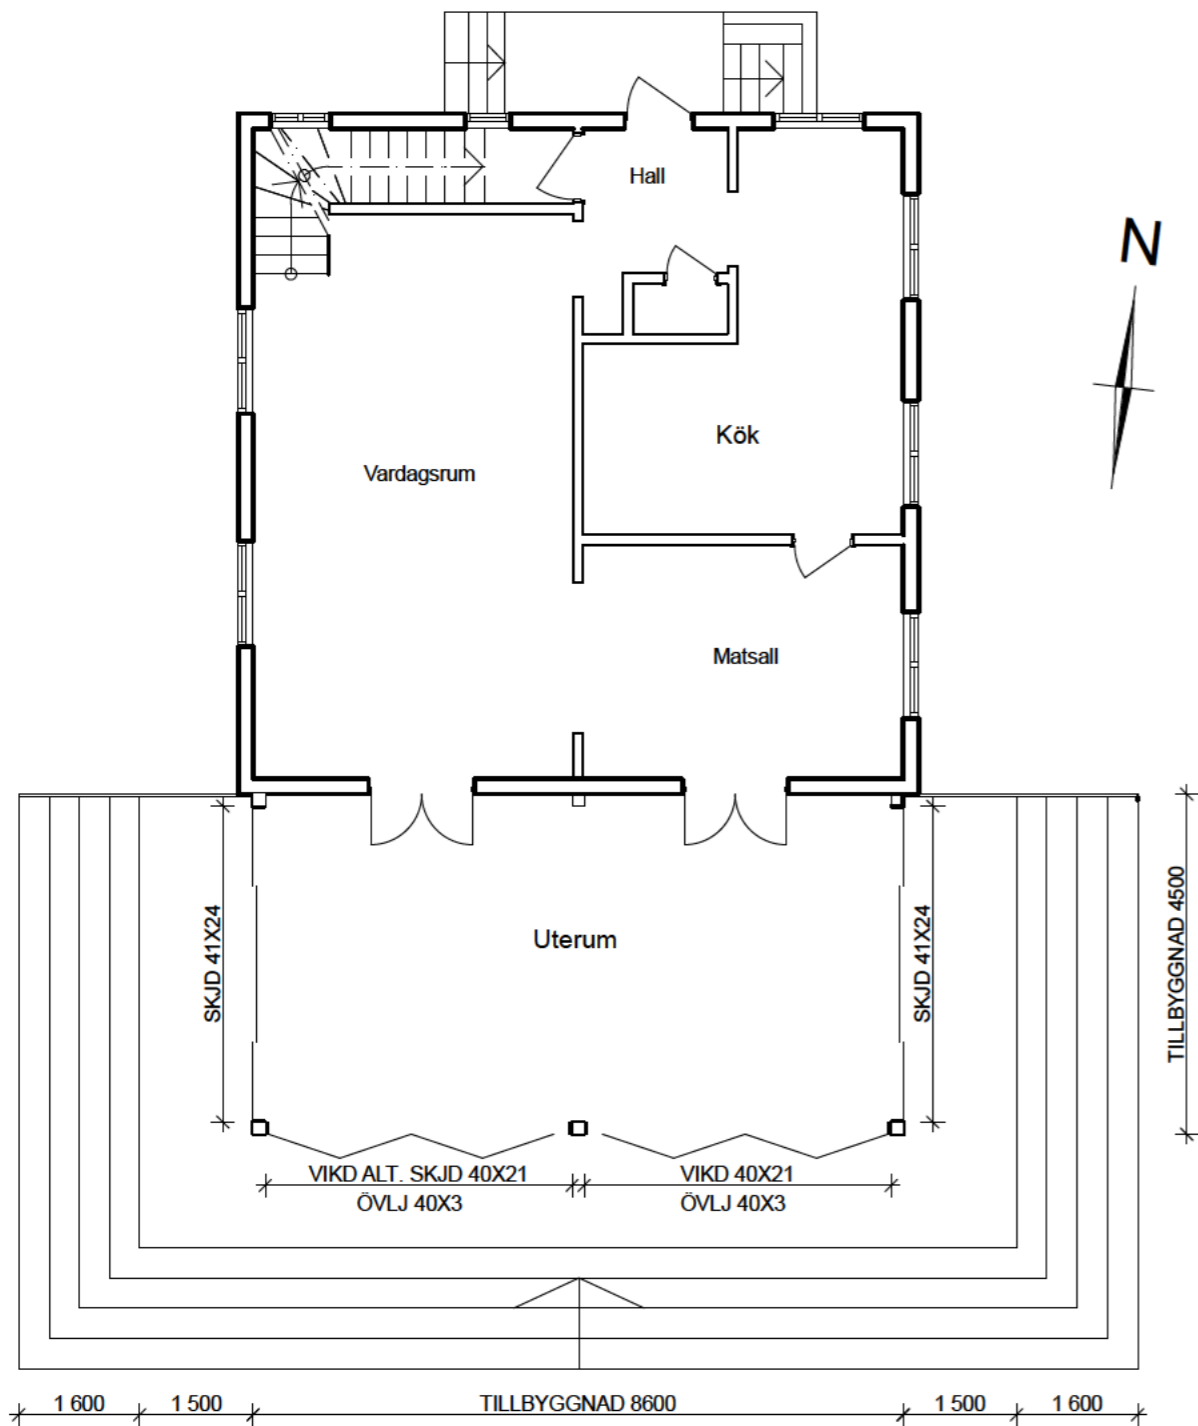 Hall
N
Kök
Vardagsrum
Matsall
SKJD 41X24
Uterum
SKJD 41X24
TILLBYGGNAD 4500
VIKD ALT. SKJD 40X21
ÖVLJ 40X3
VIKD 40X21
ÖVLJ 40X3
1 600
1 500
TILLBYGGNAD 8600
1 500
1 600